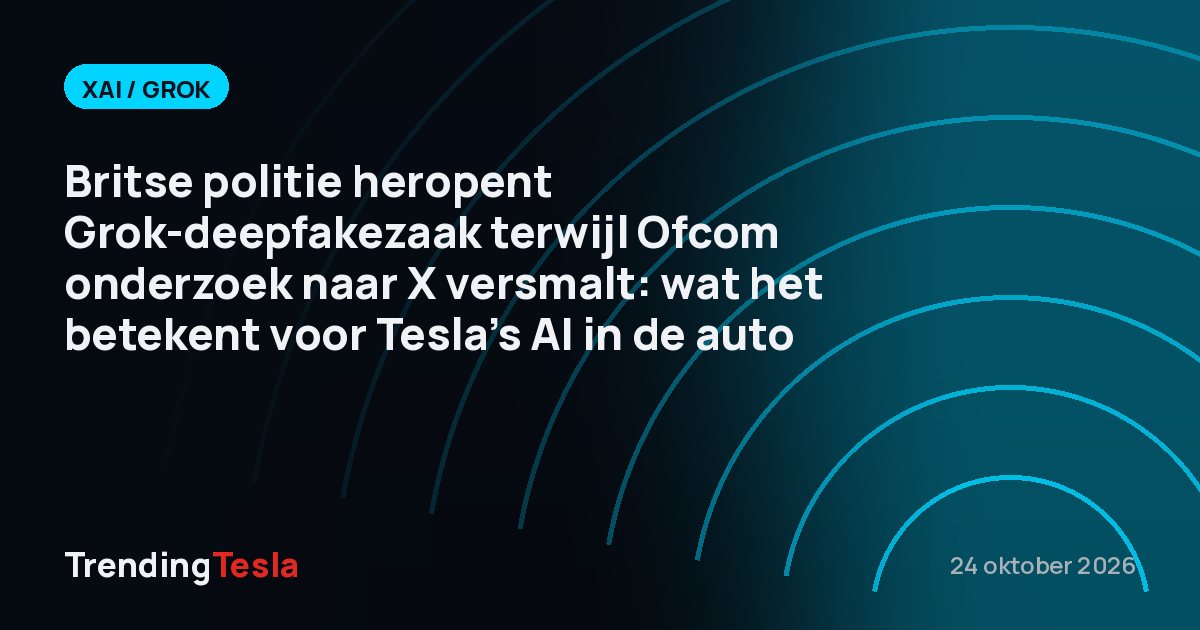 XAI / GROK
Britse politie heropent
Grok-deepfakezaak terwijl Ofcom
onderzoek naar X versmalt: wat het
betekent voor Tesla’s AI in de auto
TrendingTesla
24 oktober 2026